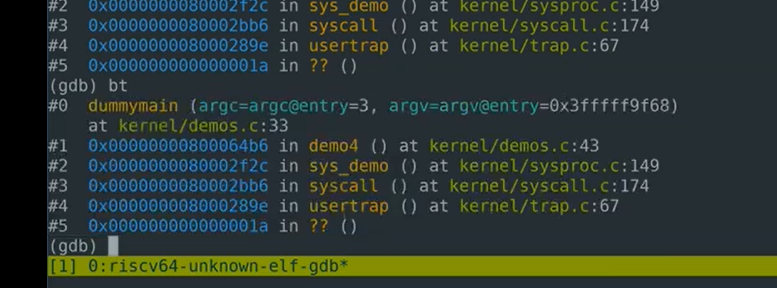 #2  0x0000000080002f2c in sys_demo () at kernel/sysproc.c:149
#3  0x0000000080002bb6 in syscall () at kernel/syscall.c:174
#4  0x000000008000289e in usertrap () at kernel/trap.c:67
#5  0x000000000000001a in ?? ()
(gdb) bt
#0  dummymain (argc=argc@entry=3, argv=argv@entry=0x3fffff9f68)
    at kernel/demos.c:33
#1  0x00000000800064b6 in demo4 () at kernel/demos.c:43
#2  0x0000000080002f2c in sys_demo () at kernel/sysproc.c:149
#3  0x0000000080002bb6 in syscall () at kernel/syscall.c:174
#4  0x000000008000289e in usertrap () at kernel/trap.c:67
#5  0x000000000000001a in ?? ()
(gdb)
[1] 0:riscv64-unknown-elf-gdb*